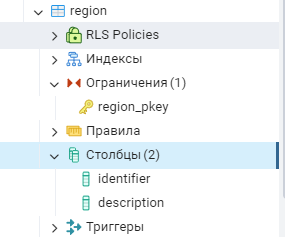 region
RLS Policies
Индексы
Ограничения (1)
region_pkey
Правила
Столбцы (2)
identifier
description
Триггеры